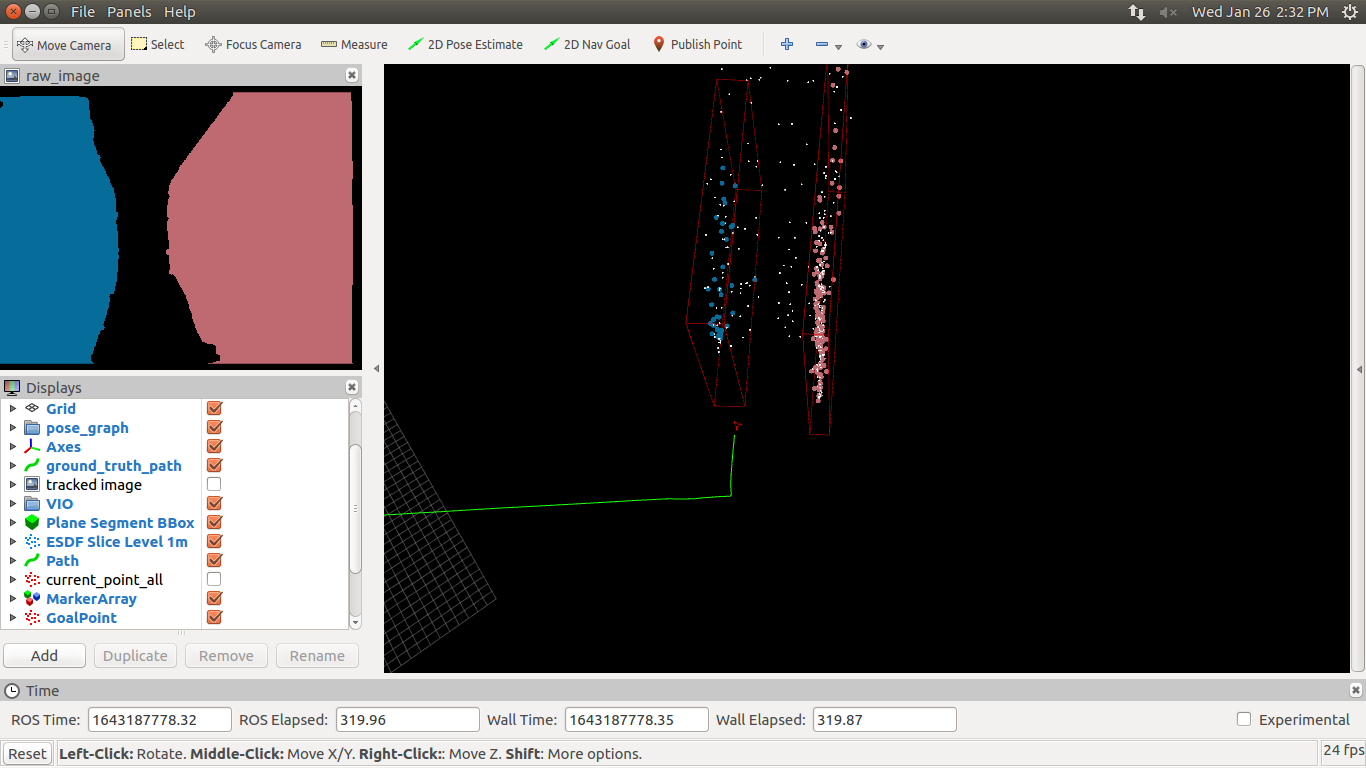 File Panels Help Wed Jan 26 2:32 PM
Move Camera Select Focus Camera Measure 2D Pose Estimate 2D Nav Goal Publish Point
raw_image
Displays
Grid
pose_graph
Axes
ground_truth_path
tracked image
VIO
Plane Segment BBox
ESDF Slice Level 1m
Path
current_point_all
MarkerArray
GoalPoint
Add Duplicate Remove Rename
Time
ROS Time: 1643187778.32 ROS Elapsed: 319.96 Wall Time: 1643187778.35 Wall Elapsed: 319.87 Experimental
Reset Left-Click: Rotate. Middle-Click: Move X/Y. Right-Click:: Move Z. Shift: More options. 24 fps